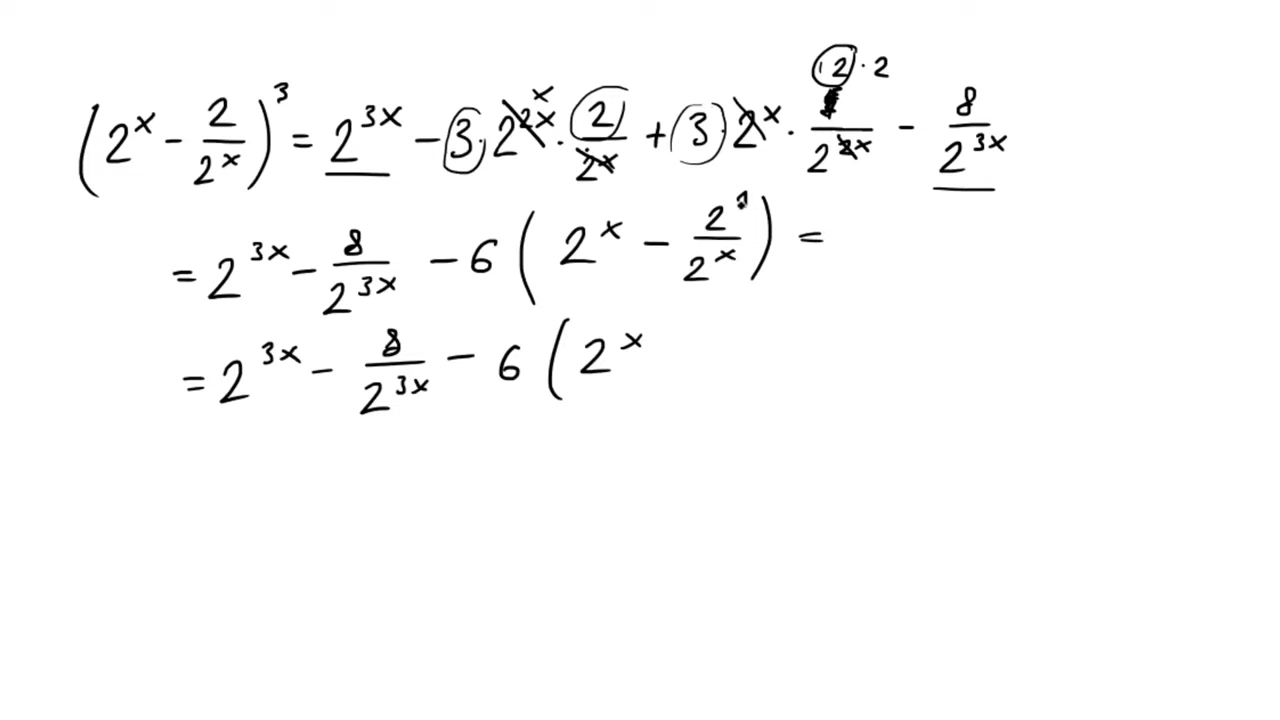 (2^x - 2/2^x)^3 = 2^{3x} - 3·2^{2x}·2/2^x + 3·2^x·(2·2)/2^{2x} - 8/2^{3x}
= 2^{3x} - 8/2^{3x} - 6(2^x - 2/2^x) =
= 2^{3x} - 8/2^{3x} - 6(2^x